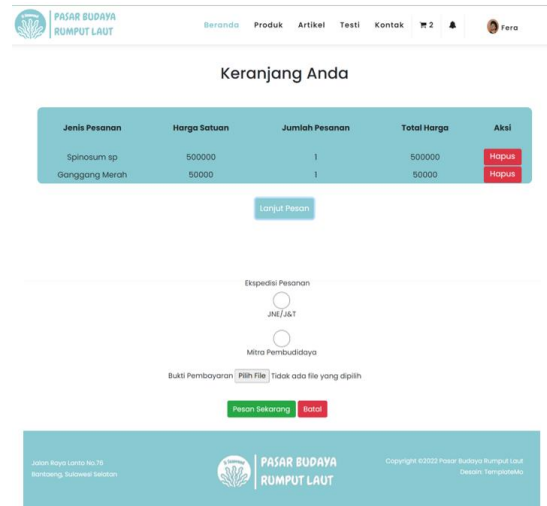 PASAR BUDAYA
RUMPUT LAUT
Beranda Produk Artikel Testi Kontak 2 Fera
Keranjang Anda
Jenis Pesanan Harga Satuan Jumlah Pesanan Total Harga Aksi
Spinosum sp 500000 1 500000 Hapus
Ganggang Merah 50000 1 50000 Hapus
Lanjut Pesan
Ekspedisi Pesanan
JNE/J&T
Mitra Pembudidaya
Bukti Pembayaran Pilih File Tidak ada file yang dipilih
Pesan Sekarang Batal
Jalan Raya Lanto No.75
Bantaeng, Sulawesi Selatan
PASAR BUDAYA
RUMPUT LAUT
Copyright ©2022 Pasar Budaya Rumput Laut
Desain: TemplateMo